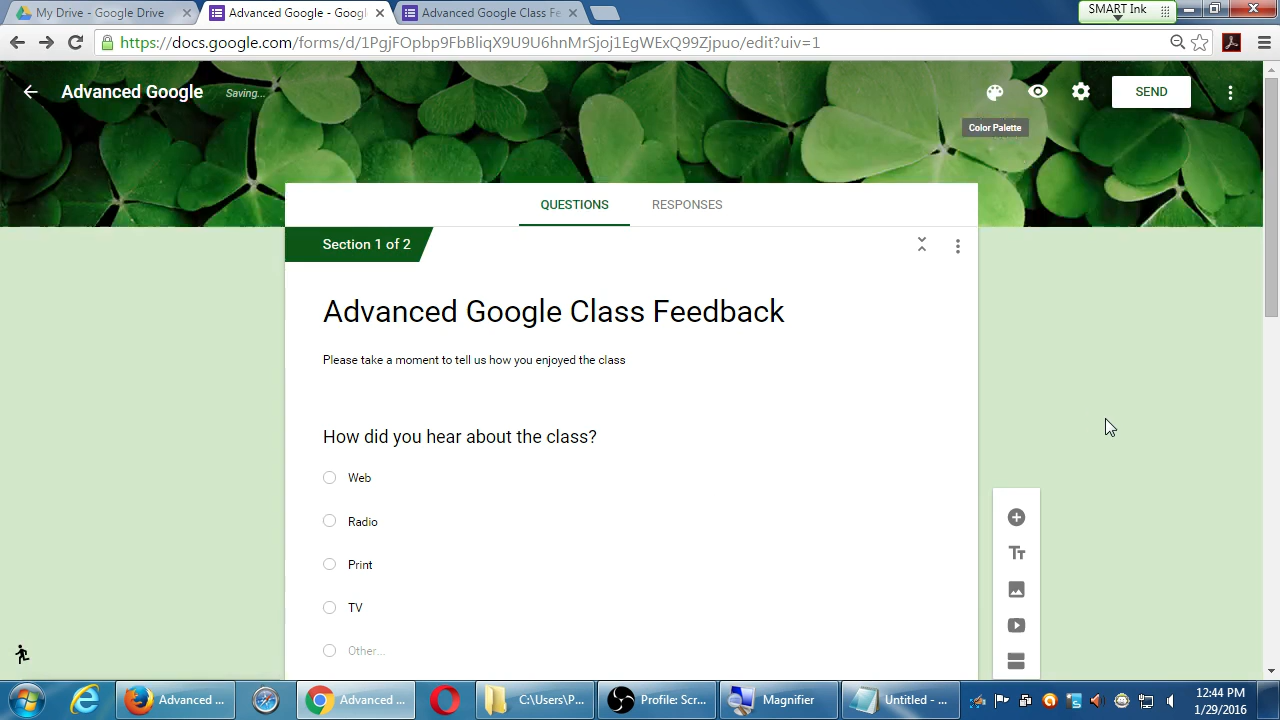 My Drive - Google Drive
Advanced Google - Googl
Advanced Google Class Fe
SMART Ink
https://docs.google.com/forms/d/
/edit?uiv=1
Advanced Google
Saving...
SEND
Color Palette
QUESTIONS
RESPONSES
Section 1 of 2
Advanced Google Class Feedback
Please take a moment to tell us how you enjoyed the class
How did you hear about the class?
Web
Radio
Print
TV
Other...
Advanced ...
Advanced ...
C:\Users\P...
Profile: Scr...
Magnifier
Untitled - ...
12:44 PM
1/29/2016